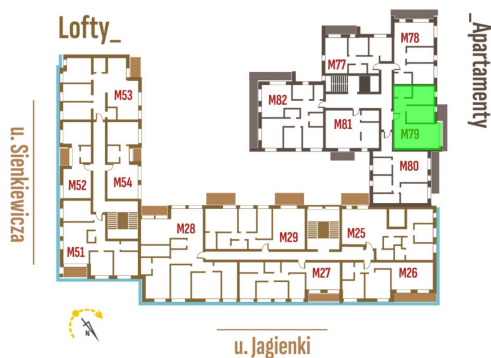 Lofty_
_Apartamenty
M78
M77
M53
M82
M81
M79
M52
M54
M80
M51
M28
M29
M25
M27
M26
u. Sienkiewicza
u. Jagienki
N